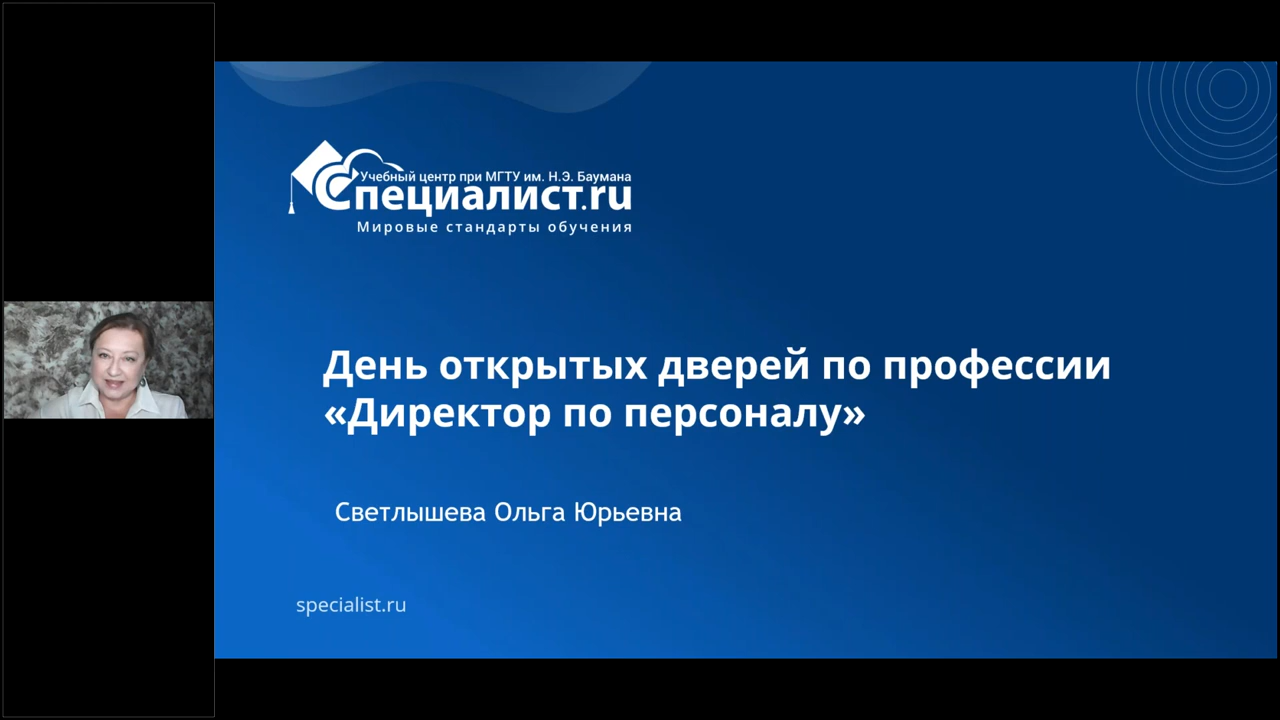 Учебный центр при МГТУ им. Н.Э. Баумана
Специалист.ru
Мировые стандарты обучения
День открытых дверей по профессии
«Директор по персоналу»
Светлышева Ольга Юрьевна
specialist.ru